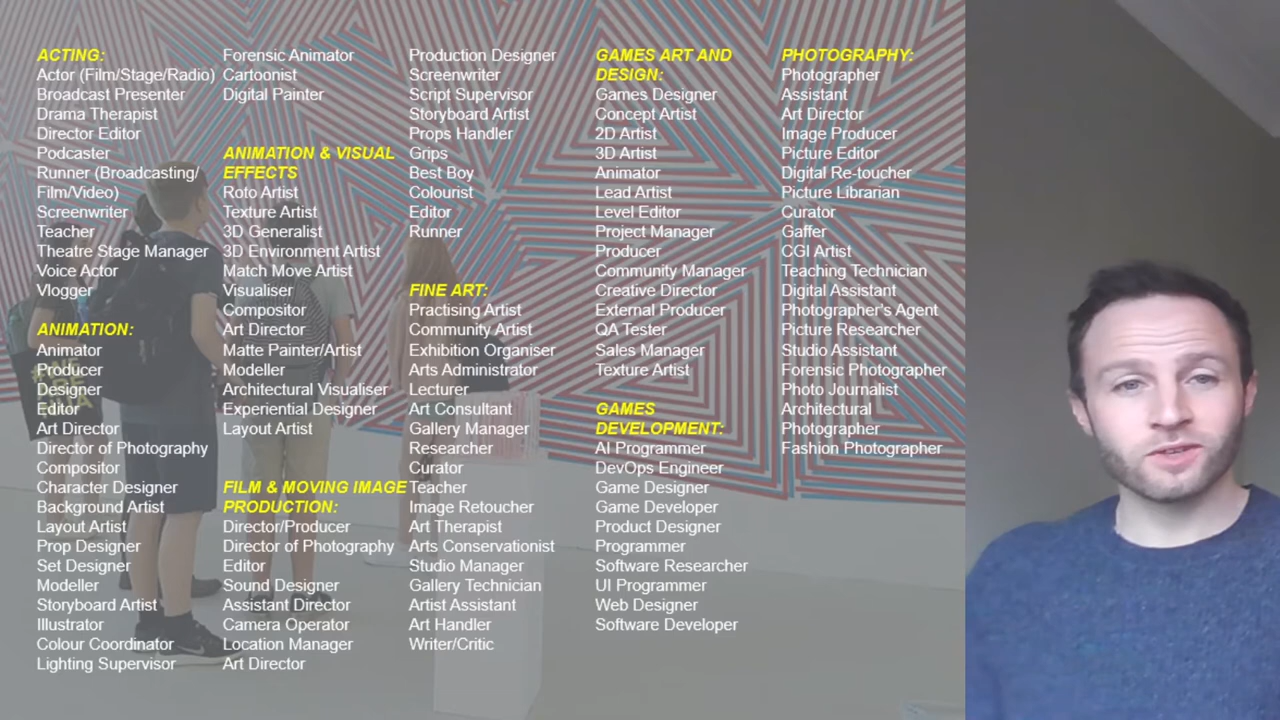 ACTING:
Actor (Film/Stage/Radio)
Broadcast Presenter
Drama Therapist
Director Editor
Podcaster
Runner (Broadcasting/
Film/Video)
Screenwriter
Teacher
Theatre Stage Manager
Voice Actor
Vlogger
ANIMATION:
Animator
Producer
Designer
Editor
Art Director
Director of Photography
Compositor
Character Designer
Background Artist
Layout Artist
Prop Designer
Set Designer
Modeller
Storyboard Artist
Illustrator
Colour Coordinator
Lighting Supervisor
Forensic Animator
Cartoonist
Digital Painter
ANIMATION & VISUAL
EFFECTS
Roto Artist
Texture Artist
3D Generalist
3D Environment Artist
Match Move Artist
Visualiser
Compositor
Art Director
Matte Painter/Artist
Modeller
Architectural Visualiser
Experiential Designer
Layout Artist
FILM & MOVING IMAGE
PRODUCTION:
Director/Producer
Director of Photography
Editor
Sound Designer
Assistant Director
Camera Operator
Location Manager
Art Director
Production Designer
Screenwriter
Script Supervisor
Storyboard Artist
Props Handler
Grips
Best Boy
Colourist
Editor
Runner
FINE ART:
Practising Artist
Community Artist
Exhibition Organiser
Arts Administrator
Lecturer
Art Consultant
Gallery Manager
Researcher
Curator
Teacher
Image Retoucher
Art Therapist
Arts Conservationist
Studio Manager
Gallery Technician
Artist Assistant
Art Handler
Writer/Critic
GAMES ART AND
DESIGN:
Games Designer
Concept Artist
2D Artist
3D Artist
Animator
Lead Artist
Level Editor
Project Manager
Producer
Community Manager
Creative Director
External Producer
QA Tester
Sales Manager
Texture Artist
GAMES
DEVELOPMENT:
AI Programmer
DevOps Engineer
Game Designer
Game Developer
Product Designer
Programmer
Software Researcher
UI Programmer
Web Designer
Software Developer
PHOTOGRAPHY:
Photographer
Assistant
Art Director
Image Producer
Picture Editor
Digital Re-toucher
Picture Librarian
Curator
Gaffer
CGI Artist
Teaching Technician
Digital Assistant
Photographer's Agent
Picture Researcher
Studio Assistant
Forensic Photographer
Photo Journalist
Architectural
Photographer
Fashion Photographer